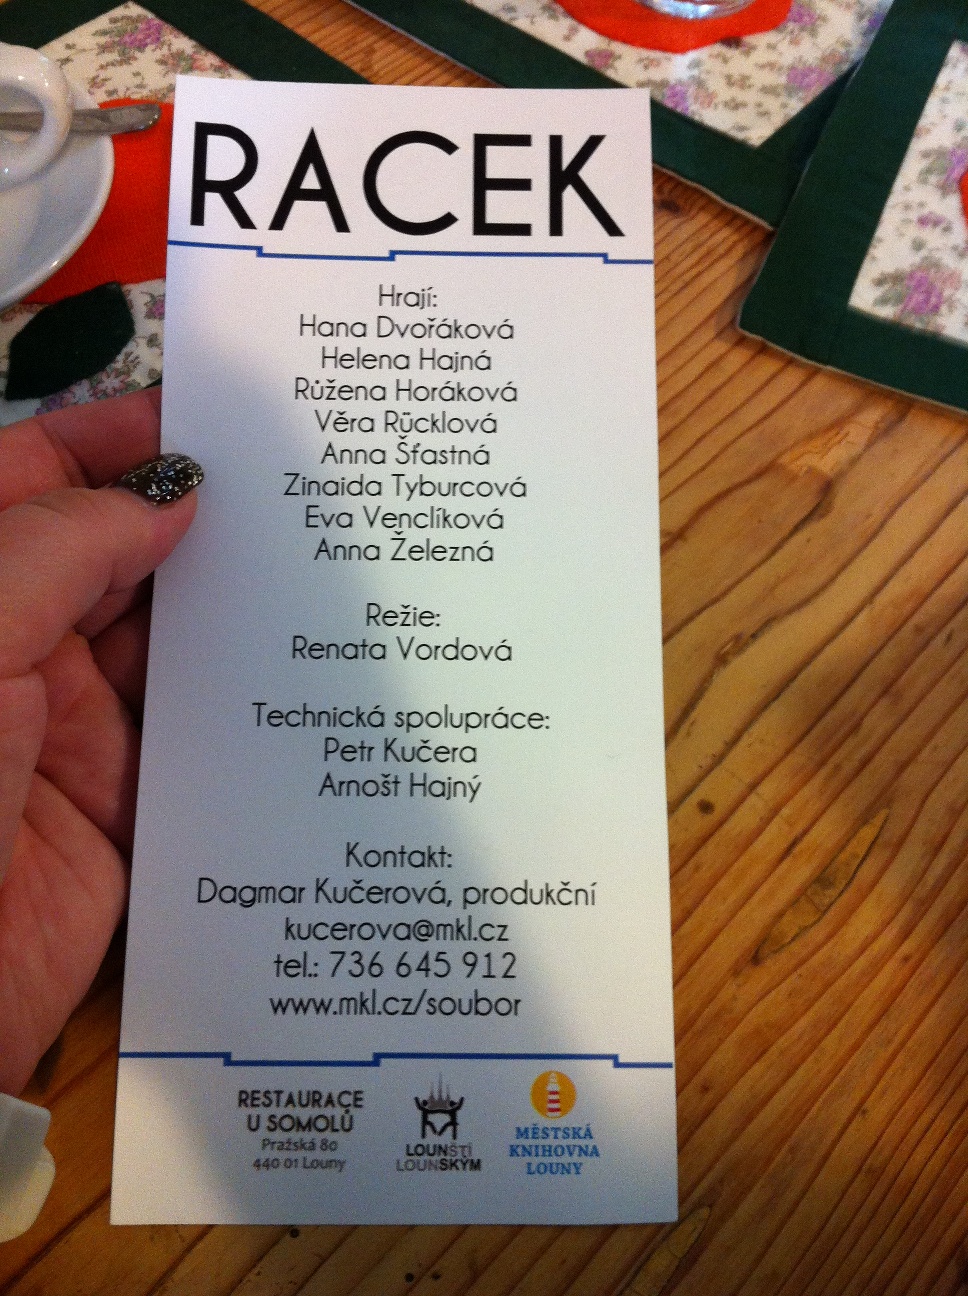 RACEK
Hrají:
Hana Dvořáková
Helena Hajná
Růžena Horáková
Věra Rücklová
Anna Šťastná
Zinaida Tyburcová
Eva Venclíková
Anna Železná
Režie:
Renata Vordová
Technická spolupráce:
Petr Kučera
Arnošt Hajný
Kontakt:
Dagmar Kučerová, produkční
kucerova@mkl.cz
tel.: 736 645 912
www.mkl.cz/soubor
RESTAURACE
U SOMOLŮ
Pražská 80
440 01 Louny
LOUNŠTÍ
LOUNSKÝM
MĚSTSKÁ
KNIHOVNA
LOUNY